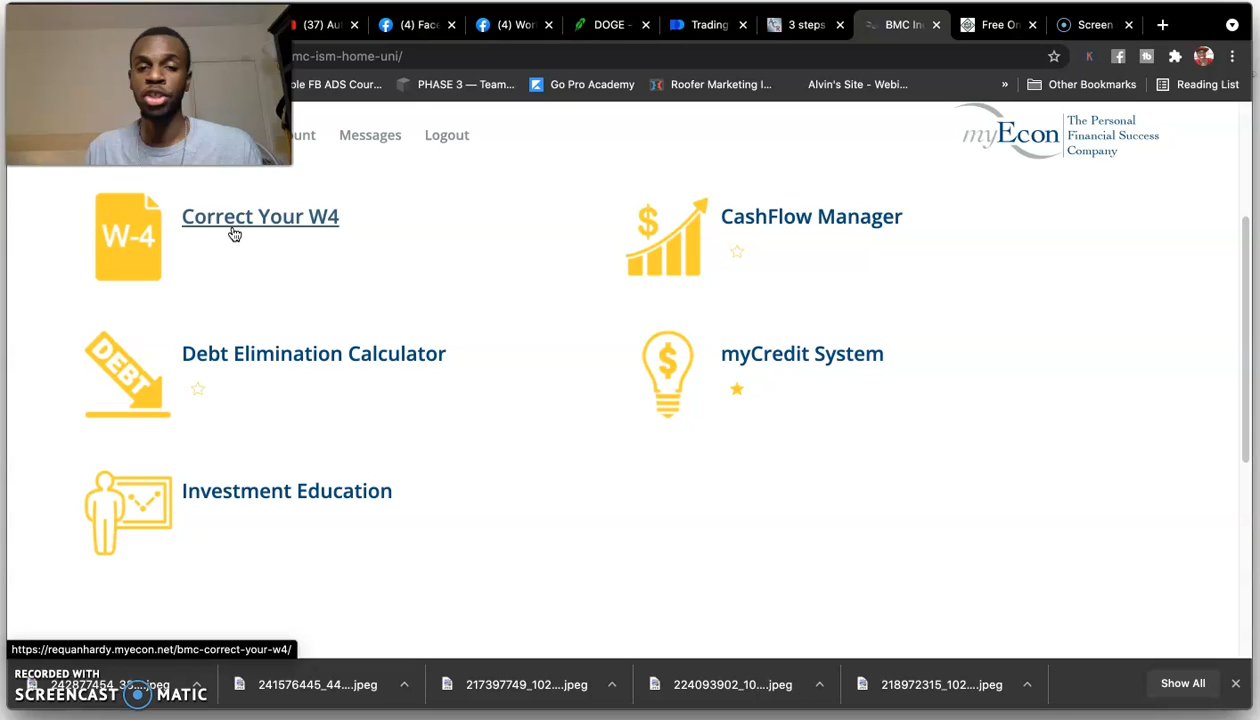 (37) Au
(4) Face
(4) Wor
DOGE -
Trading
3 steps
BMC In
Free On
Screen
mc-ism-home-uni/
ple FB ADS Cour...
PHASE 3 — Team...
Go Pro Academy
Roofer Marketing I...
Alvin's Site - Webi...
»
Other Bookmarks
Reading List
unt
Messages
Logout
myEcon
The Personal
Financial Success
Company
W-4
Correct Your W4
$
CashFlow Manager
DEBT
Debt Elimination Calculator
$
myCredit System
Investment Education
https://requanhardy.myecon.net/bmc-correct-your-w4/
RECORDED WITH
SCREENCAST MATIC
241576445_44....jpeg
217397749_102....jpeg
224093902_10....jpeg
218972315_102....jpeg
Show All